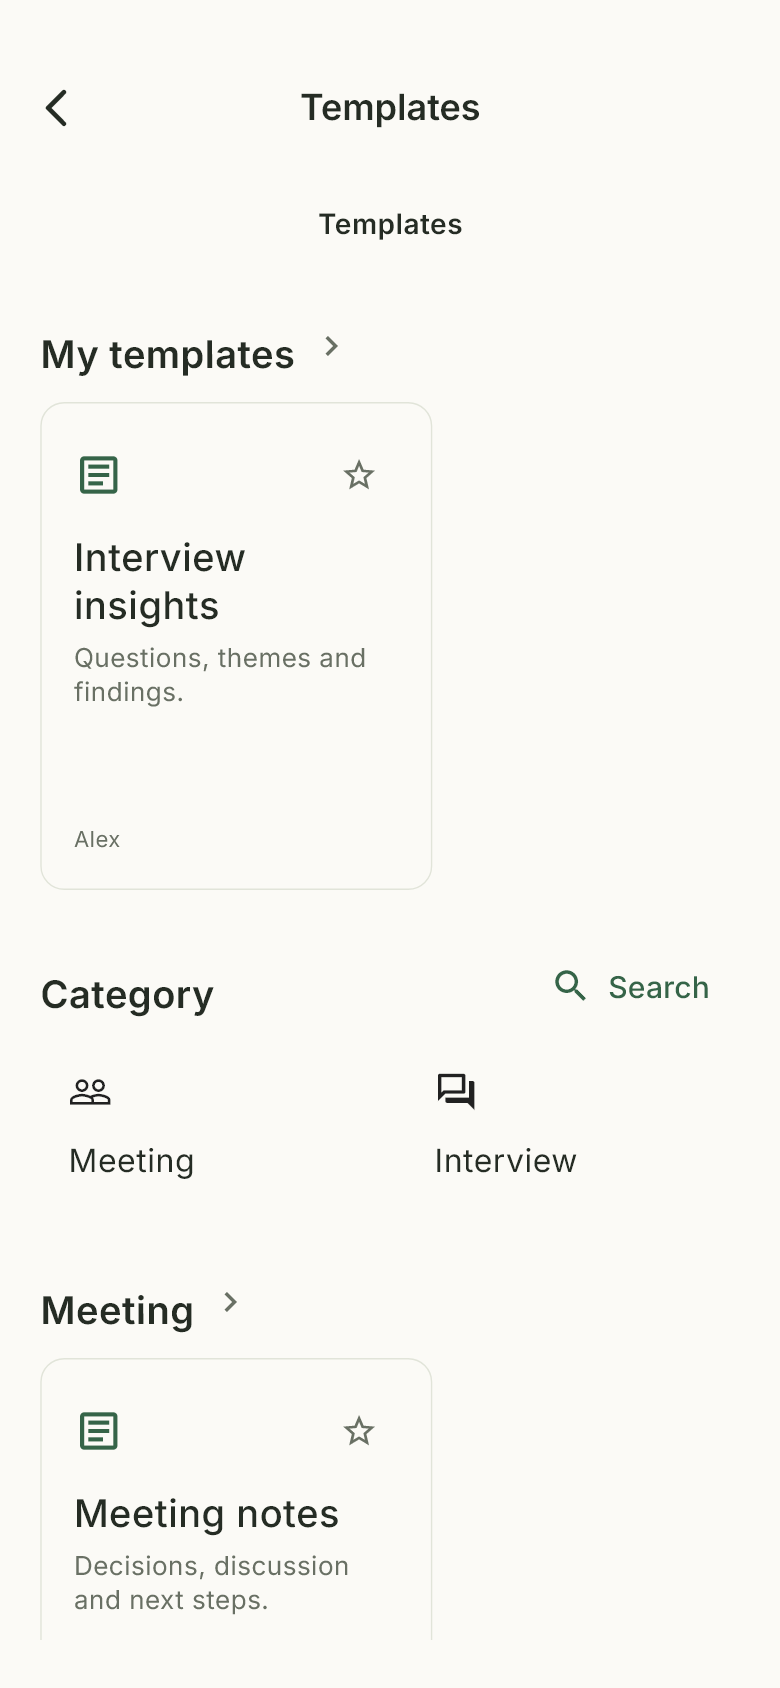 Templates
Templates
My templates
Interview
insights
Questions, themes and
findings.
Alex
Category
Search
Meeting
Interview
Meeting
Meeting notes
Decisions, discussion
and next steps.